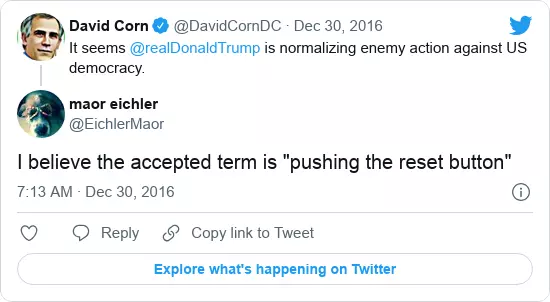 David Corn @DavidCornDC · Dec 30, 2016
It seems @realDonaldTrump is normalizing enemy action against US
democracy.
maor eichler
@EichlerMaor
I believe the accepted term is "pushing the reset button"
7:13 AM · Dec 30, 2016
Reply Copy link to Tweet
Explore what's happening on Twitter